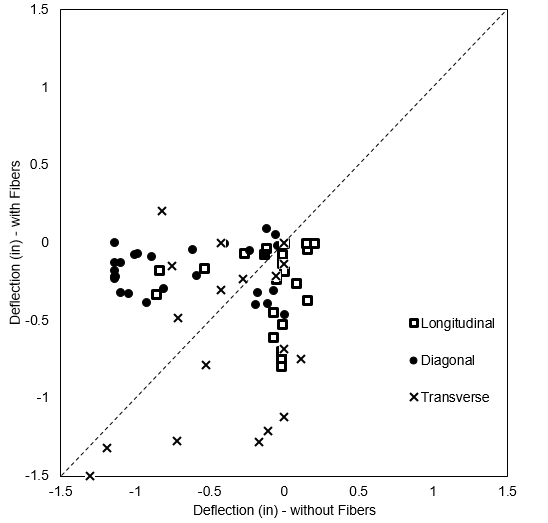 1.5
1
0.5
0
-0.5
-1
-1.5
Deflection (in) - with Fibers
Longitudinal
Diagonal
Transverse
-1.5 -1 -0.5 0 0.5 1 1.5
Deflection (in) - without Fibers